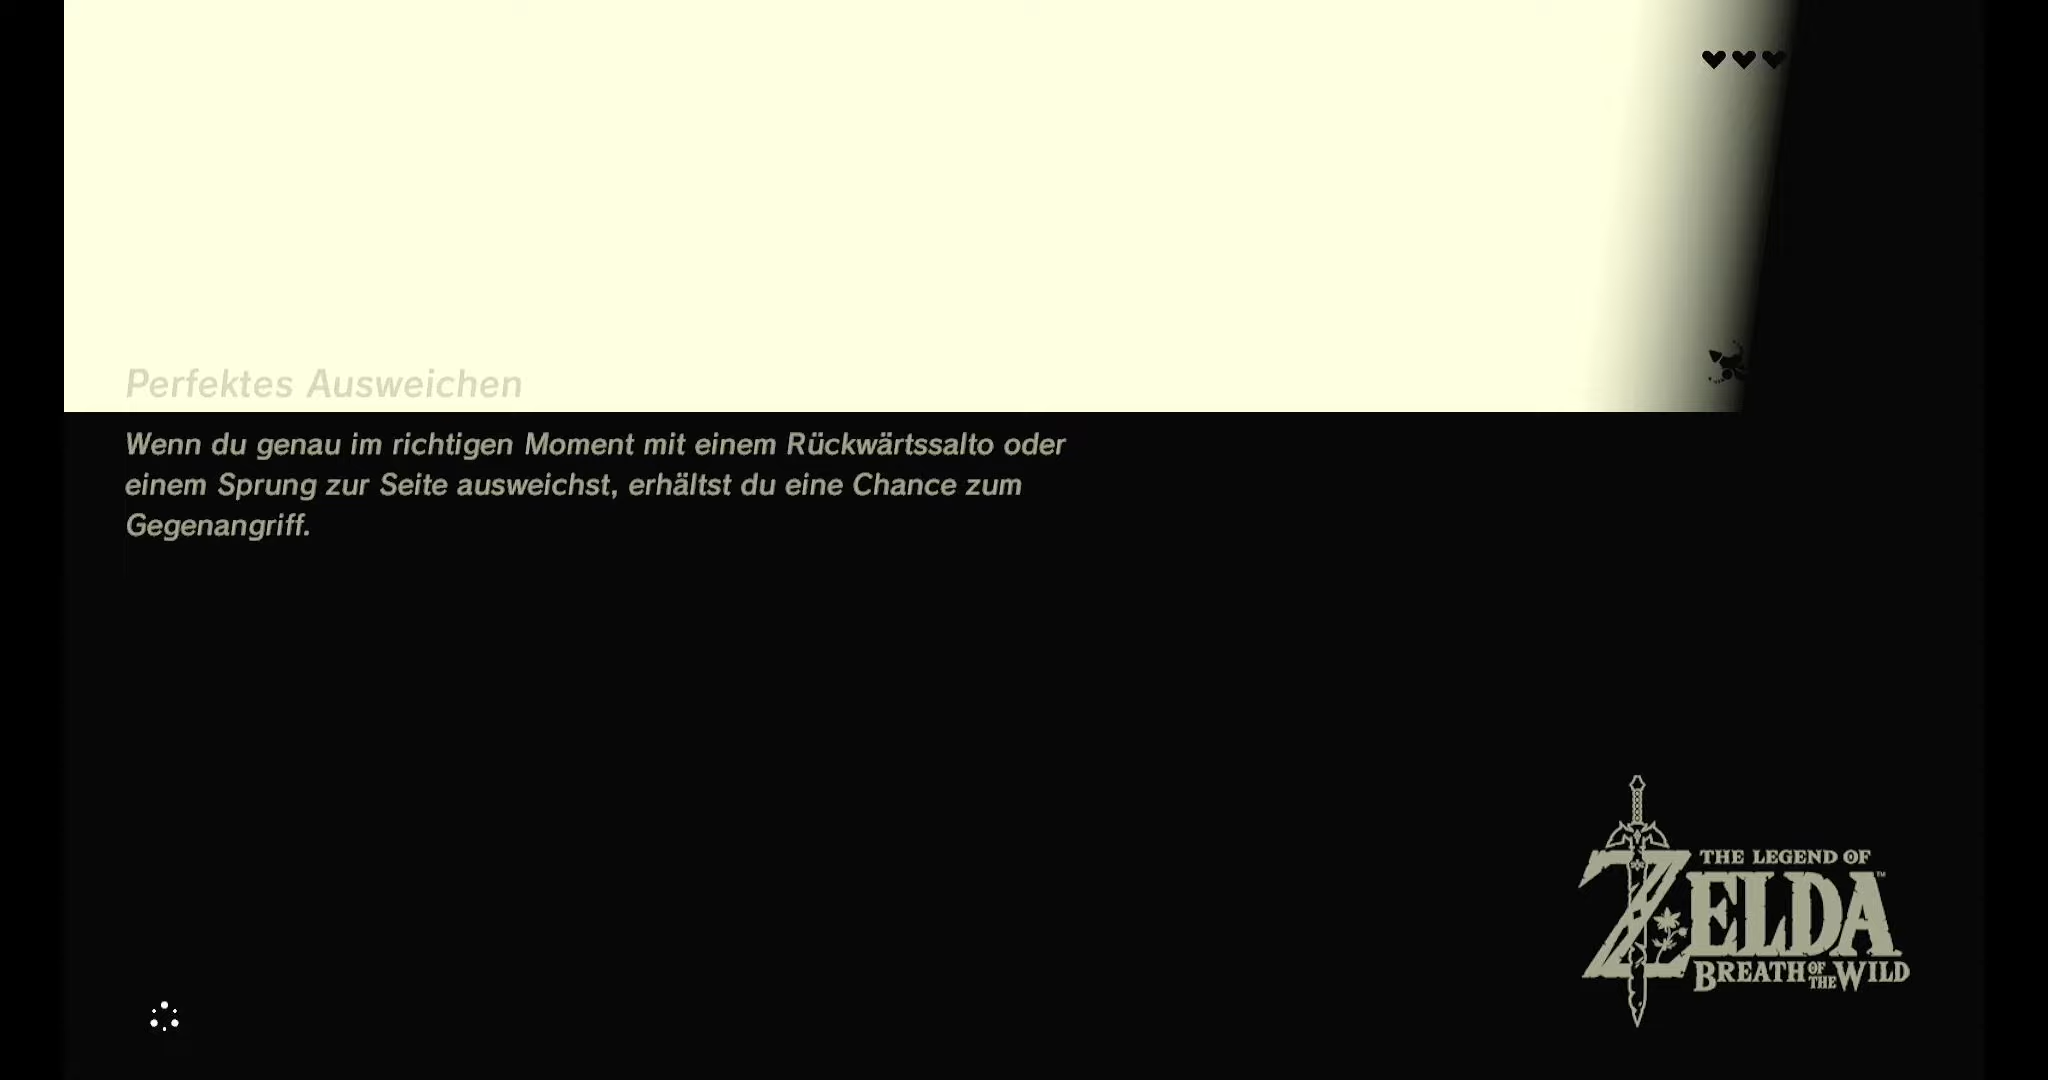 Perfektes Ausweichen
Wenn du genau im richtigen Moment mit einem Rückwärtssalto oder
einem Sprung zur Seite ausweichst, erhältst du eine Chance zum
Gegenangriff.
THE LEGEND OF
ZELDA™
BREATH OF THE WILD